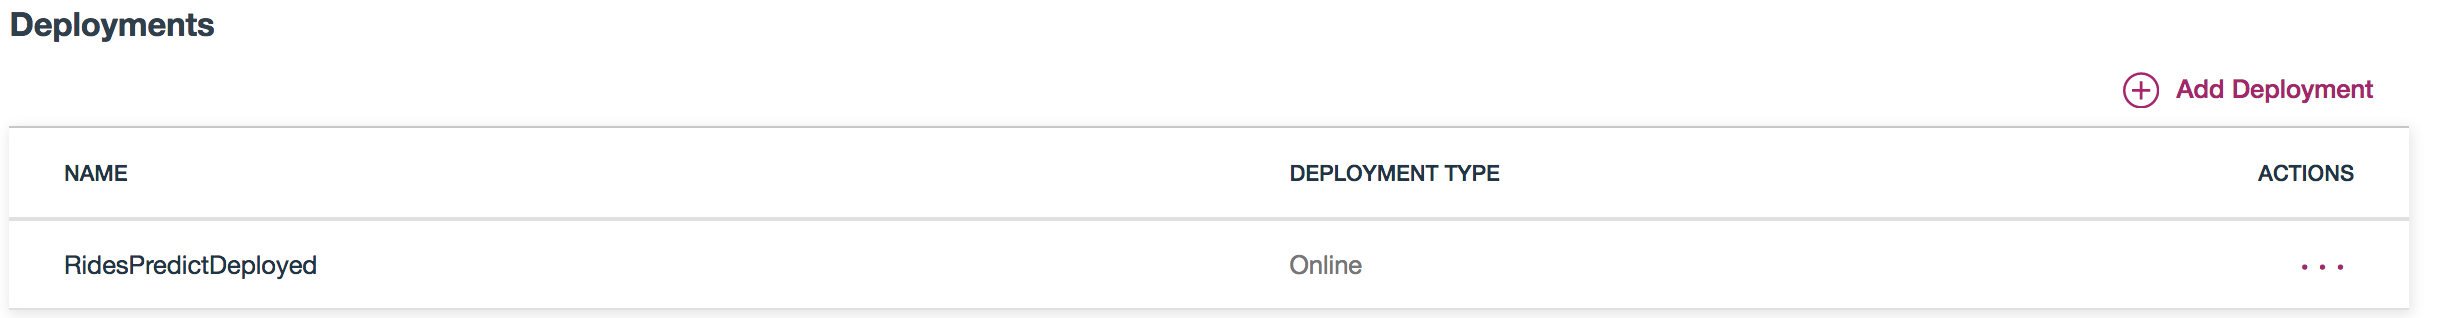 Deployments
Add Deployment
NAME DEPLOYMENT TYPE ACTIONS
RidesPredictDeployed Online